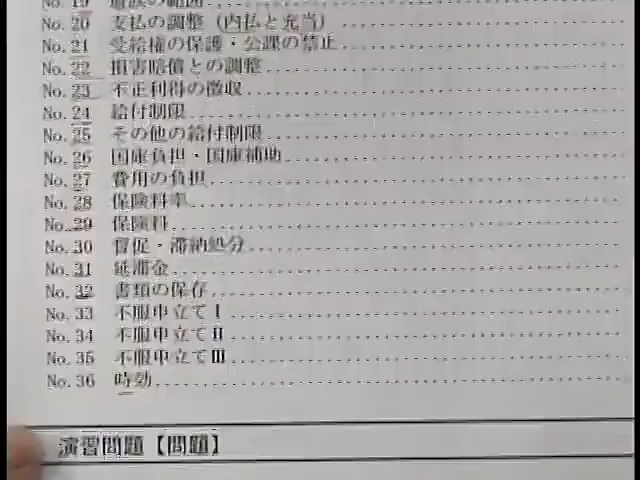 No.19 遺族の範囲
No.20 支払の調整（内払と充当）
No.21 受給権の保護・公課の禁止
No.22 損害賠償との調整
No.23 不正利得の徴収
No.24 給付制限
No.25 その他の給付制限
No.26 国庫負担・国庫補助
No.27 費用の負担
No.28 保険料率
No.29 保険料
No.30 督促・滞納処分
No.31 延滞金
No.32 書類の保存
No.33 不服申立てⅠ
No.34 不服申立てⅡ
No.35 不服申立てⅢ
No.36 時効
演習問題【問題】